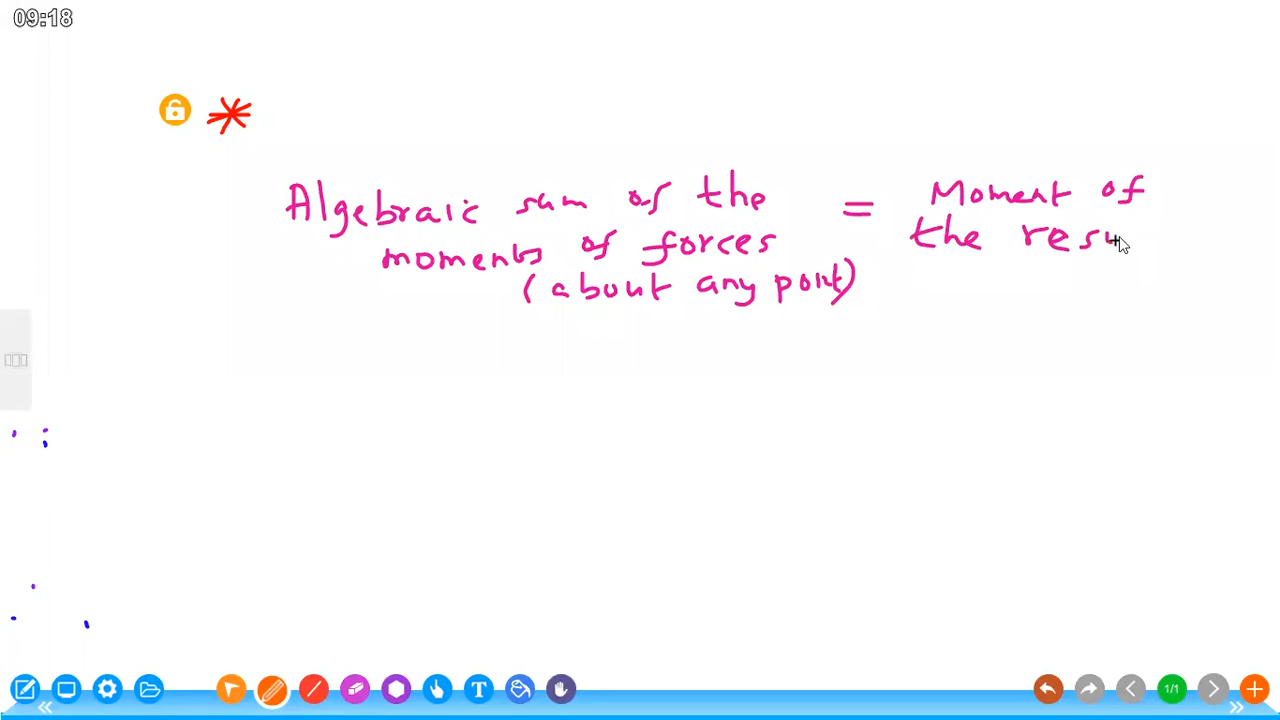 09:18
*
Algebraic sum of the
moments of forces
(about any point)
=
Moment of
the resu
T
1/1